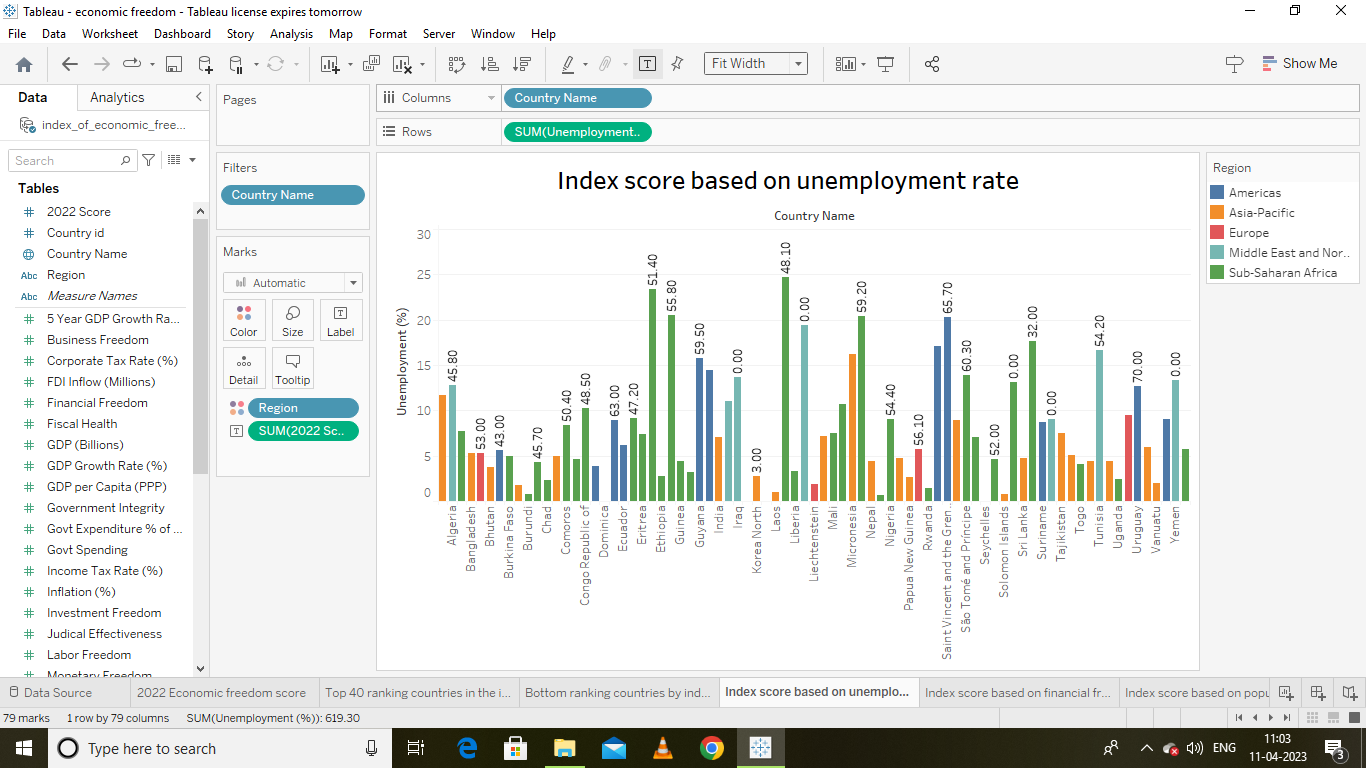 Tableau - economic freedom - Tableau license expires tomorrow
File Data Worksheet Dashboard Story Analysis Map Format Server Window Help
Fit Width
Show Me
Data Analytics
index_of_economic_free...
Search
Tables
2022 Score
Country id
Country Name
Abc Region
Abc Measure Names
5 Year GDP Growth Ra...
Business Freedom
Corporate Tax Rate (%)
FDI Inflow (Millions)
Financial Freedom
Fiscal Health
GDP (Billions)
GDP Growth Rate (%)
GDP per Capita (PPP)
Government Integrity
Govt Expenditure % of ...
Govt Spending
Income Tax Rate (%)
Inflation (%)
Investment Freedom
Judical Effectiveness
Labor Freedom
Monetary Freedom
Pages
Filters
Country Name
Marks
Automatic
Color Size Label
Detail Tooltip
Region
SUM(2022 Sc..
Columns Country Name
Rows SUM(Unemployment..
Index score based on unemployment rate
Country Name
Unemployment (%)
30
25
20
15
10
5
0
45.80
53.00
43.00
45.70
50.40
48.50
63.00
47.20
51.40
55.80
59.50
0.00
3.00
48.10
0.00
59.20
54.40
56.10
65.70
60.30
52.00
0.00
32.00
0.00
54.20
70.00
0.00
Algeria
Bangladesh
Bhutan
Burkina Faso
Burundi
Chad
Comoros
Congo Republic of
Dominica
Ecuador
Eritrea
Ethiopia
Guinea
Guyana
India
Iraq
Korea North
Laos
Liberia
Liechtenstein
Mali
Micronesia
Nepal
Nigeria
Papua New Guinea
Rwanda
Saint Vincent and the Gren..
São Tomé and Príncipe
Seychelles
Solomon Islands
Sri Lanka
Suriname
Tajikistan
Togo
Tunisia
Uganda
Uruguay
Vanuatu
Yemen
Region
Americas
Asia-Pacific
Europe
Middle East and Nor..
Sub-Saharan Africa
Data Source 2022 Economic freedom score Top 40 ranking countries in the i... Bottom ranking countries by ind... Index score based on unemplo... Index score based on financial fr... Index score based on popu
79 marks 1 row by 79 columns SUM(Unemployment (%)): 619.30
Type here to search
ENG
11:03
11-04-2023
3